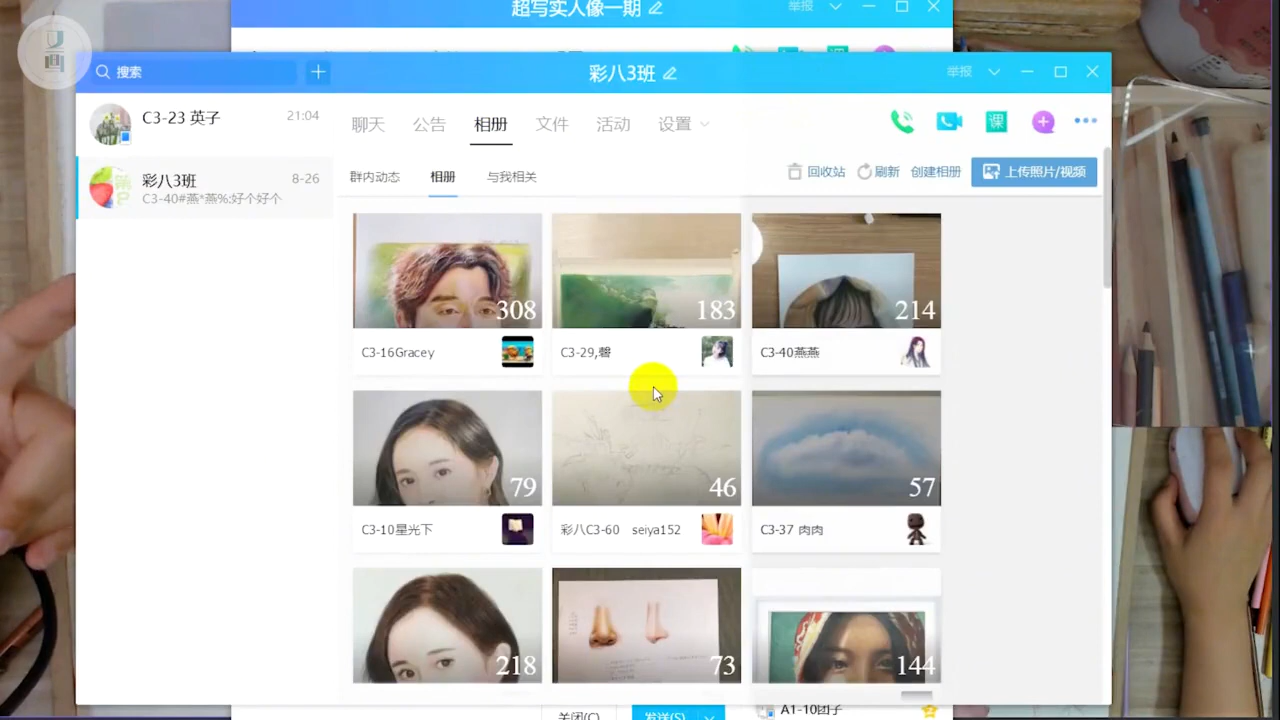 超写实人像一期
举报
搜索
彩八3班
举报
C3-23 英子
21:04
聊天
公告
相册
文件
活动
设置
课
彩八3班
8-26
C3-40#燕*燕%:好个好个
群内动态
相册
与我相关
回收站
刷新
创建相册
上传照片/视频
308
183
214
C3-16Gracey
C3-29,馨
C3-40燕燕
79
46
57
C3-10星光下
彩八C3-60 seiya152
C3-37 肉肉
218
73
144
关闭(C)
发送(S)
A1-10团子